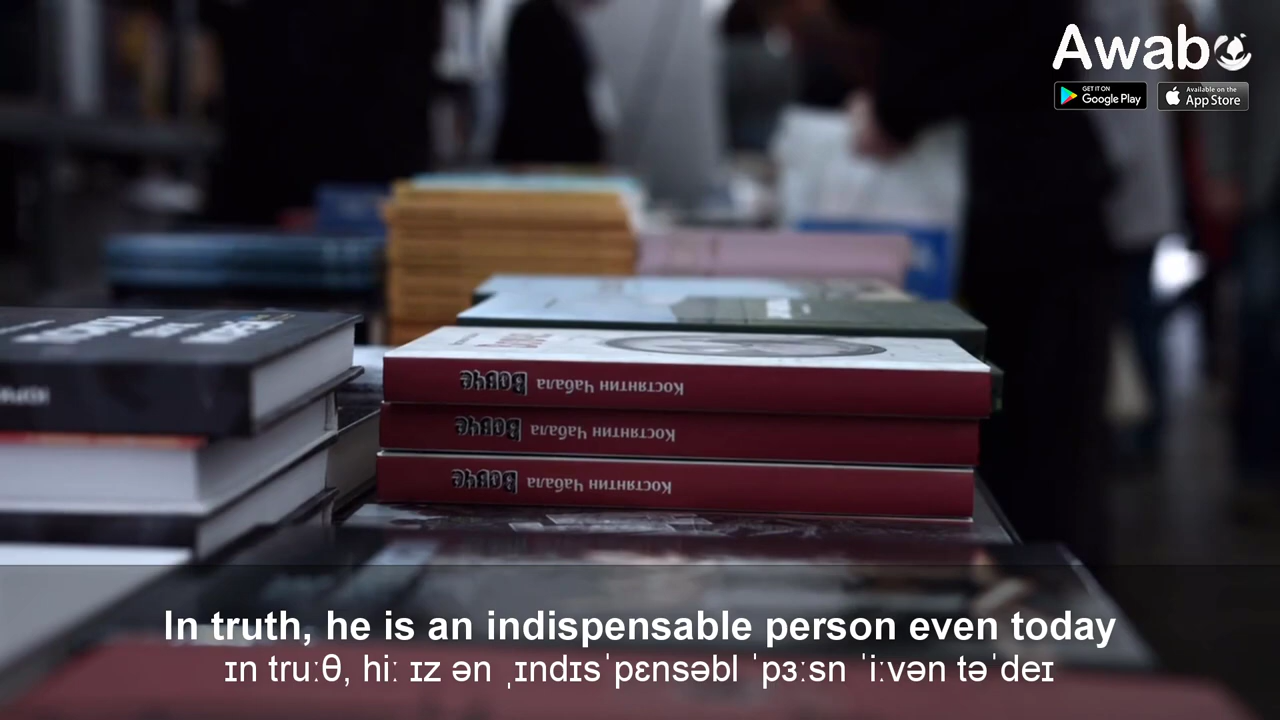 Awabe
GET IT ON
Google Play
Available on the
App Store
Костянтин Чабала Вовче
Костянтин Чабала Вовче
Костянтин Чабала Вовче
In truth, he is an indispensable person even today
ɪn truːθ, hiː ɪz ən ˌɪndɪsˈpɛnsəbl ˈpɜːsn ˈiːvən təˈdeɪ